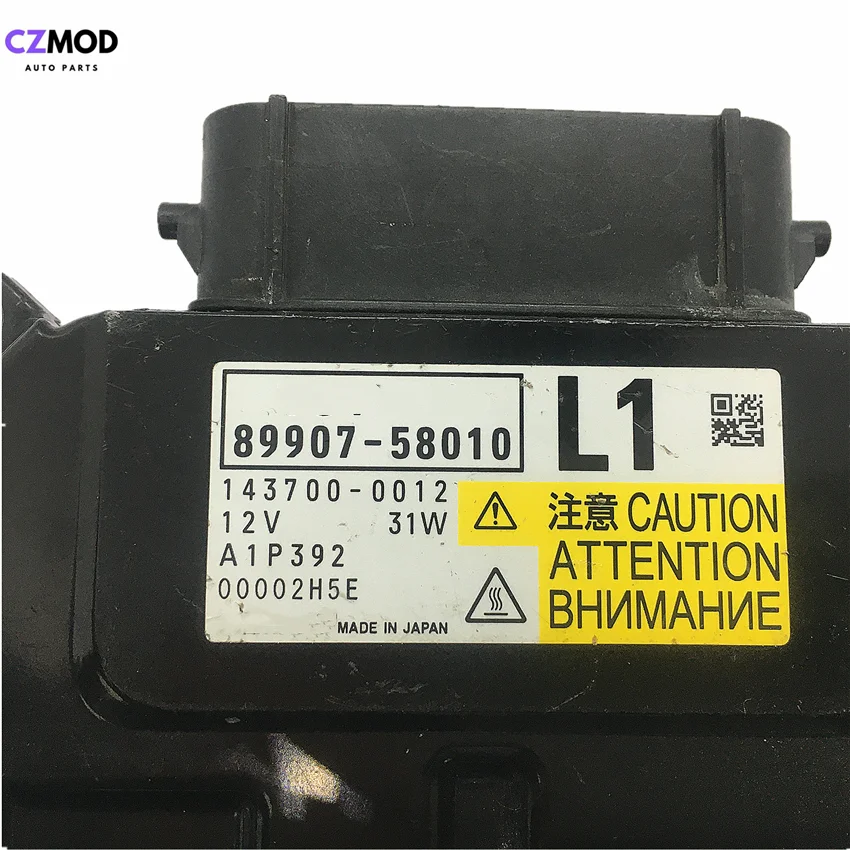 CZMOD
AUTO PARTS
89907-58010
L1
143700-0012
12V 31W
A1P392
00002H5E
MADE IN JAPAN
注意 CAUTION
ATTENTION
ВНИМАНИЕ